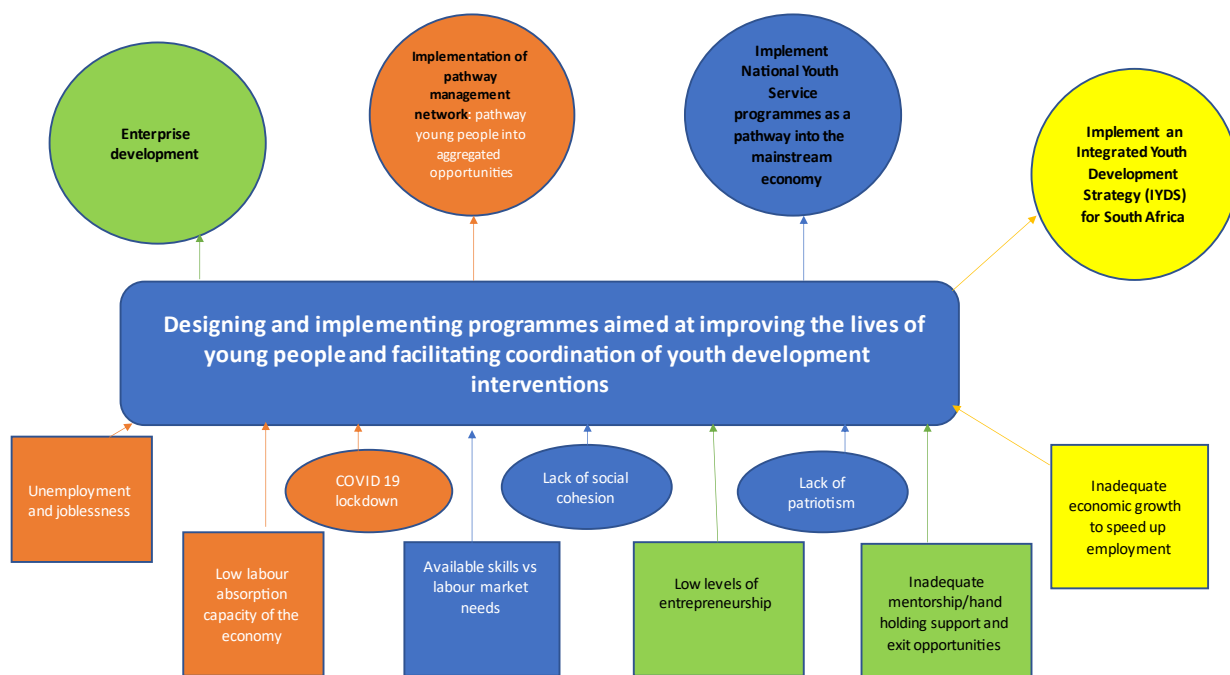 Enterprise
development
Implementation of
pathway
management
network: pathway
young people into
aggregated
opportunities
Implement
National Youth
Service
programmes as a
pathway into the
mainstream
economy
Implement an
Integrated Youth
Development
Strategy (IYDS)
for South Africa
Designing and implementing programmes aimed at improving the lives of
young people and facilitating coordination of youth development
interventions
Unemployment
and joblessness
Low labour
absorption
capacity of the
economy
COVID 19
lockdown
Available skills vs
labour market
needs
Lack of social
cohesion
Low levels of
entrepreneurship
Lack of
patriotism
Inadequate
mentorship/hand
holding support and
exit opportunities
Inadequate
economic growth
to speed up
employment